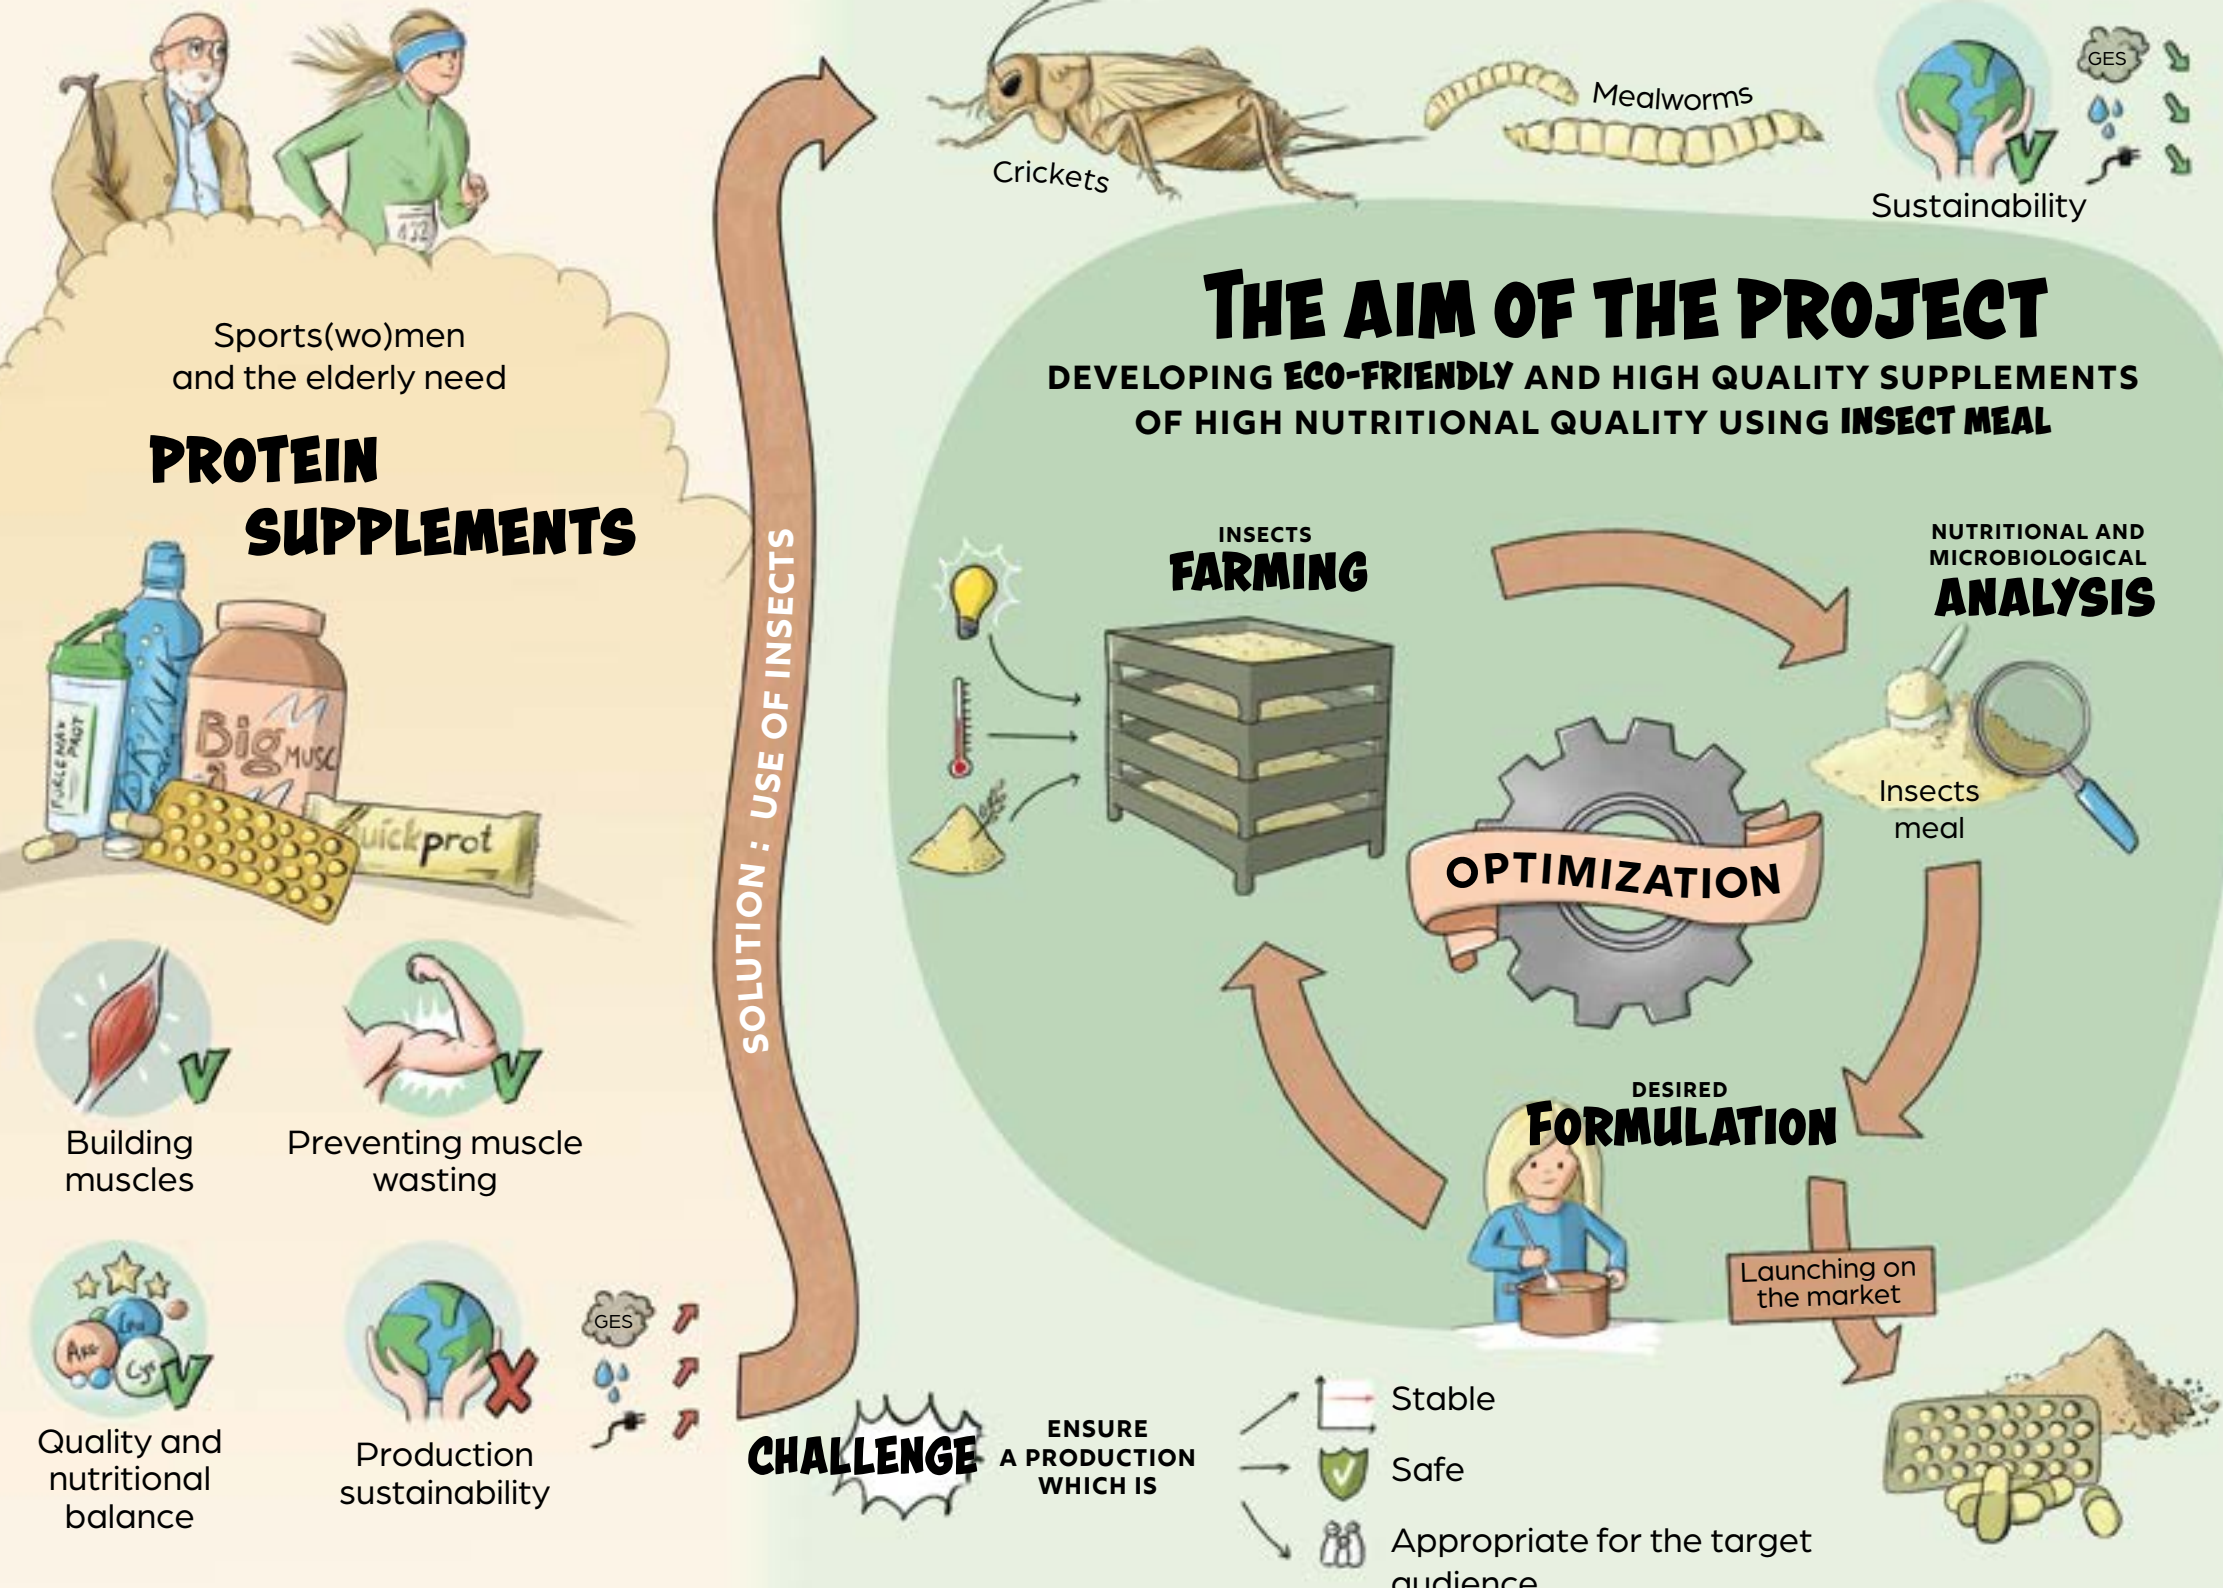 Sports(wo)men
and the elderly need
PROTEIN
SUPPLEMENTS
Big
MUSC
uickprot
Building
muscles
Preventing muscle
wasting
Cys
Quality and
nutritional
balance
Production
sustainability
GES
SOLUTION : USE OF INSECTS
Crickets
Mealworms
Sustainability
GES
THE AIM OF THE PROJECT
DEVELOPING ECO-FRIENDLY AND HIGH QUALITY SUPPLEMENTS
OF HIGH NUTRITIONAL QUALITY USING INSECT MEAL
INSECTS
FARMING
NUTRITIONAL AND
MICROBIOLOGICAL
ANALYSIS
Insects
meal
OPTIMIZATION
DESIRED
FORMULATION
Launching on
the market
CHALLENGE
ENSURE
A PRODUCTION
WHICH IS
Stable
Safe
Appropriate for the target
audience